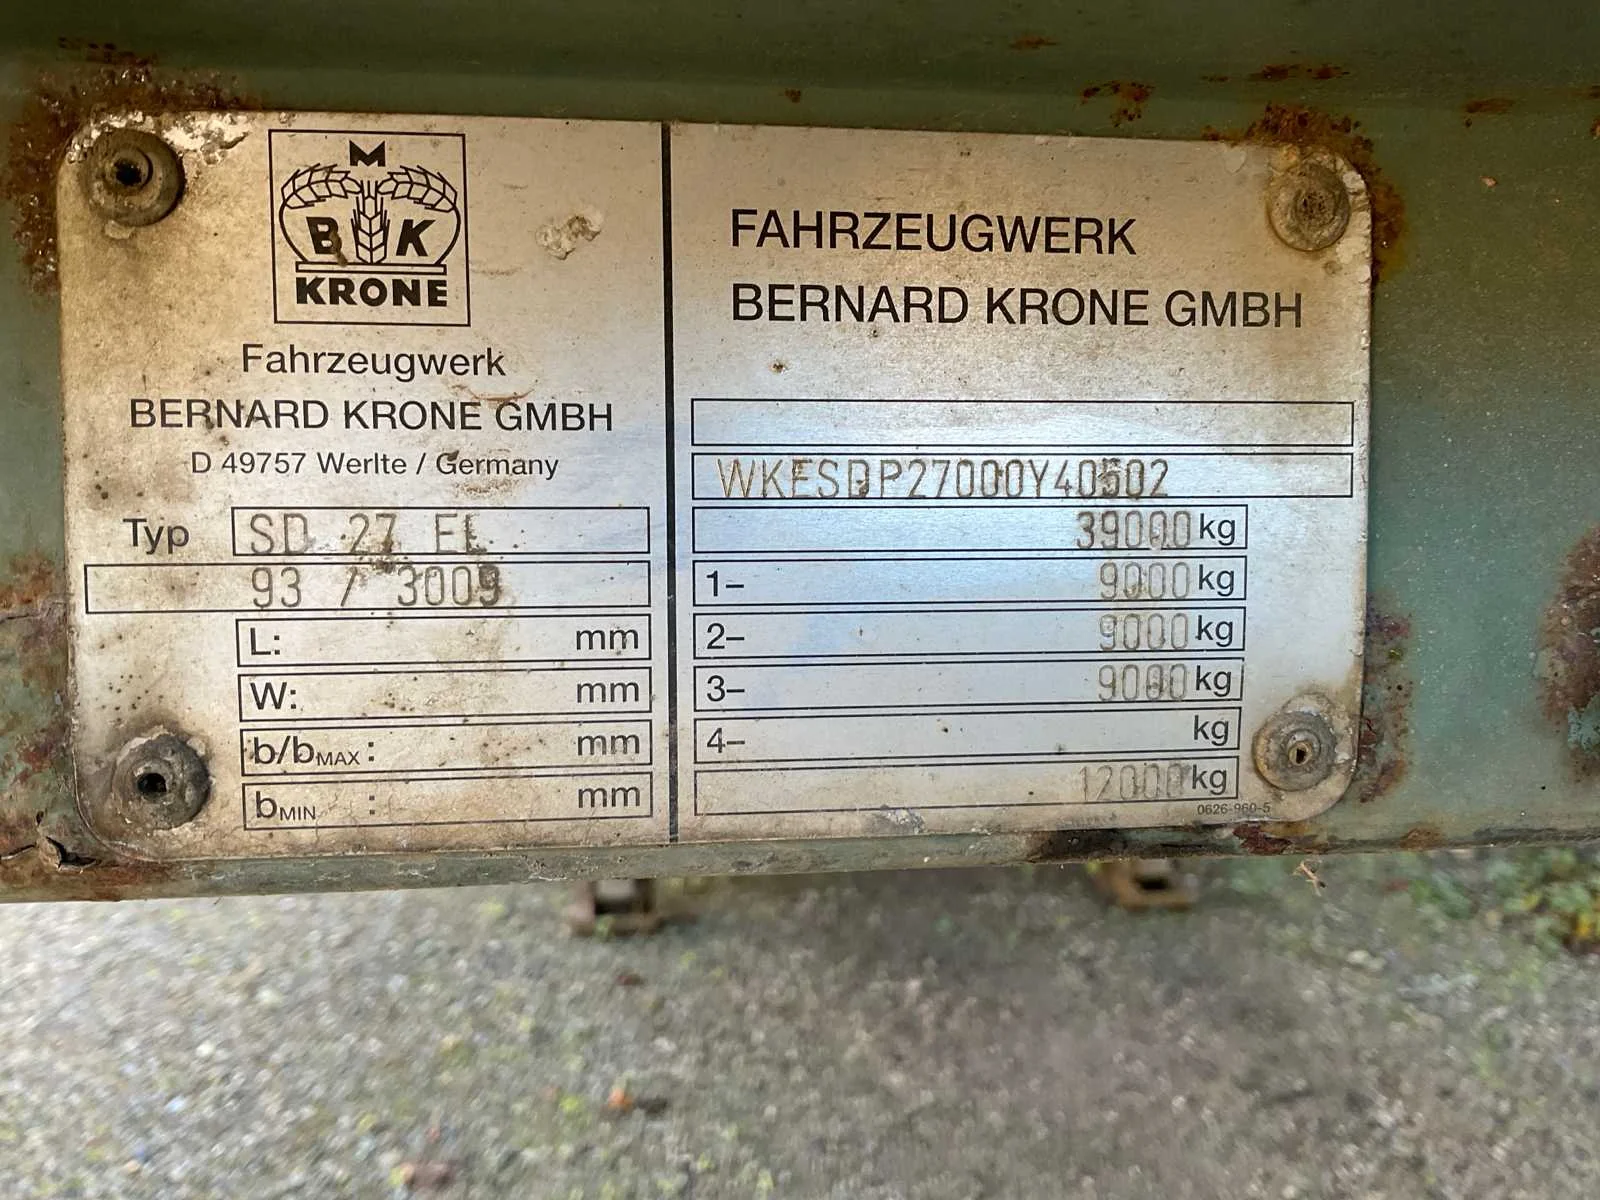 M
B K
KRONE
Fahrzeugwerk
BERNARD KRONE GMBH
D 49757 Werlte / Germany
Typ SD 27 EL
93 / 3009
L: mm
W: mm
b/bMAX : mm
bMIN : mm
FAHRZEUGWERK
BERNARD KRONE GMBH
WKESDP27000Y40502
39000 kg
1– 9000 kg
2– 9000 kg
3– 9000 kg
4– kg
12000 kg
0626-960-5